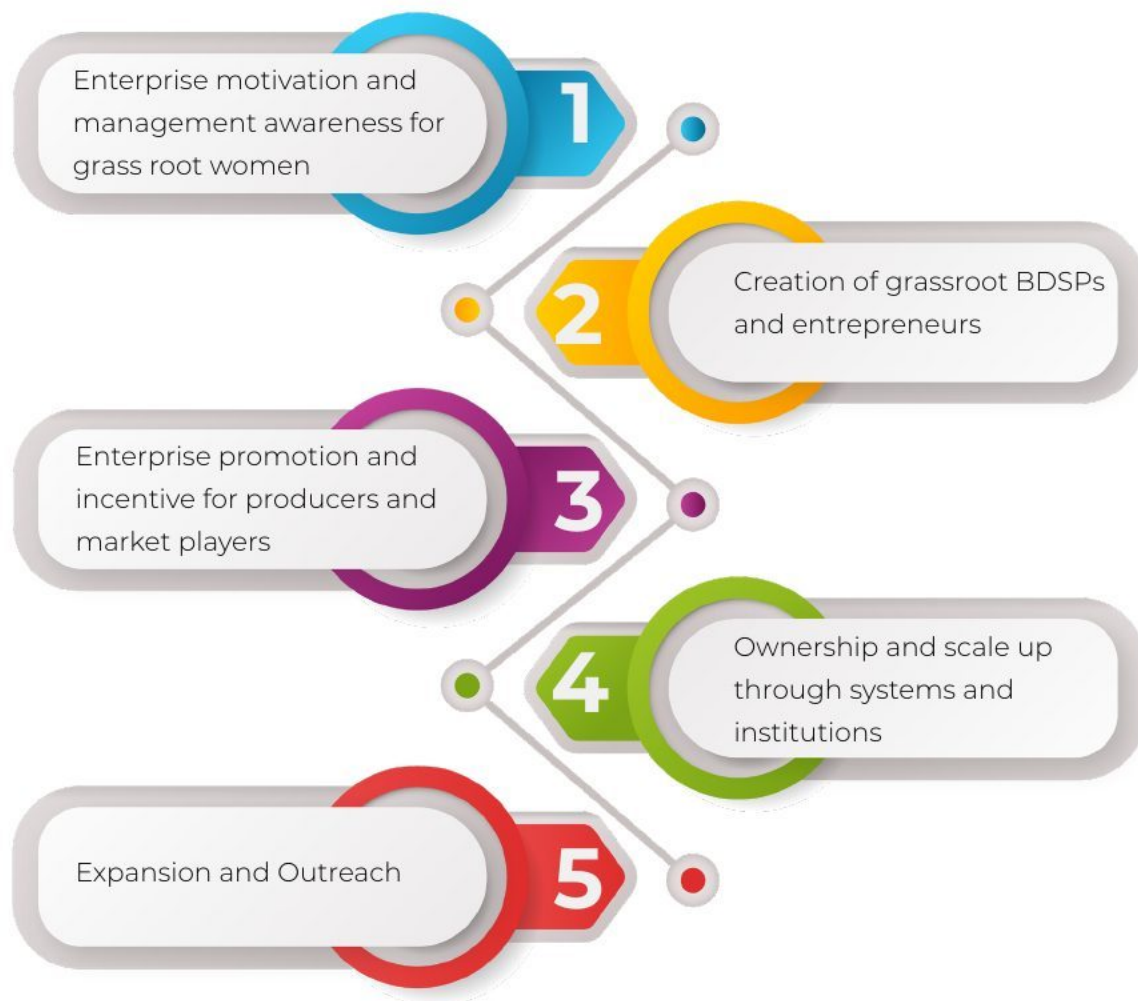 Enterprise motivation and
management awareness for
grass root women
1
2
Creation of grassroot BDSPs
and entrepreneurs
Enterprise promotion and
incentive for producers and
market players
3
4
Ownership and scale up
through systems and
institutions
Expansion and Outreach
5